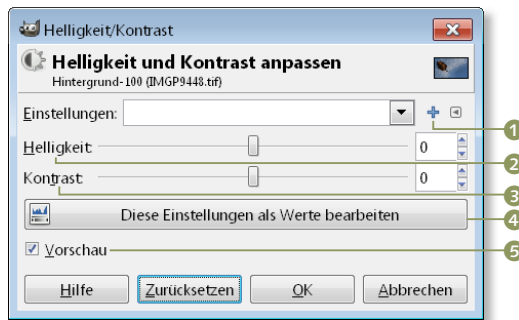 Helligkeit/Kontrast
Helligkeit und Kontrast anpassen
Hintergrund-100 (IMGP9448.tif)
Einstellungen:
1
Helligkeit: 0
2
Kontrast: 0
3
Diese Einstellungen als Werte bearbeiten
4
Vorschau
5
Hilfe Zurücksetzen OK Abbrechen